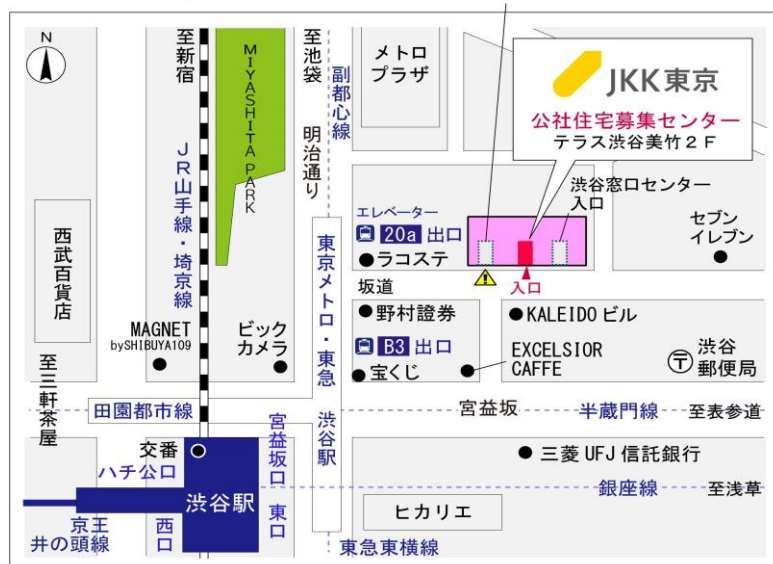 N
至新宿
MIYASHITA PARK
至池袋
副都心線
明治通り
JR山手線・埼京線
メトロ
プラザ
JKK東京
公社住宅募集センター
テラス渋谷美竹2F
渋谷窓口センター
入口
エレベーター
20a 出口
ラコステ
セブン
イレブン
西武百貨店
東京メトロ・東急
渋谷駅
坂道
入口
野村證券
KALEIDO ビル
MAGNET
bySHIBUYA109
ビック
カメラ
B3 出口
宝くじ
EXCELSIOR
CAFFE
〒
渋谷
郵便局
至三軒茶屋
田園都市線
宮益坂
半蔵門線
至表参道
交番
ハチ公口
宮益坂口
三菱UFJ信託銀行
渋谷駅
銀座線
至浅草
京王
井の頭線
西口
東口
ヒカリエ
東急東横線